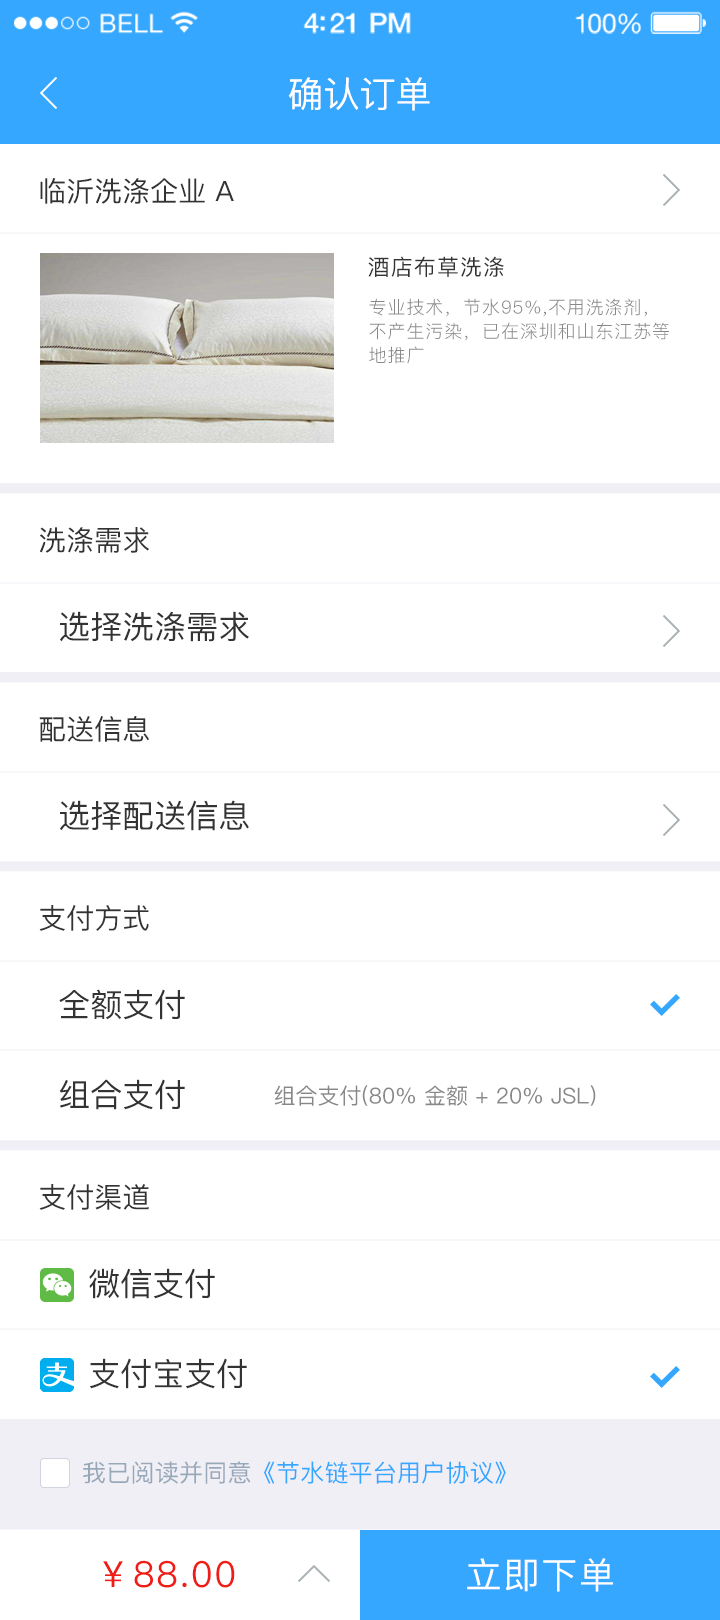 BELL 4:21 PM 100%
确认订单
临沂洗涤企业 A
酒店布草洗涤
专业技术，节水95%,不用洗涤剂，
不产生污染，已在深圳和山东江苏等
地推广
洗涤需求
选择洗涤需求
配送信息
选择配送信息
支付方式
全额支付
组合支付 组合支付(80% 金额 + 20% JSL)
支付渠道
微信支付
支 支付宝支付
我已阅读并同意《节水链平台用户协议》
¥ 88.00 立即下单